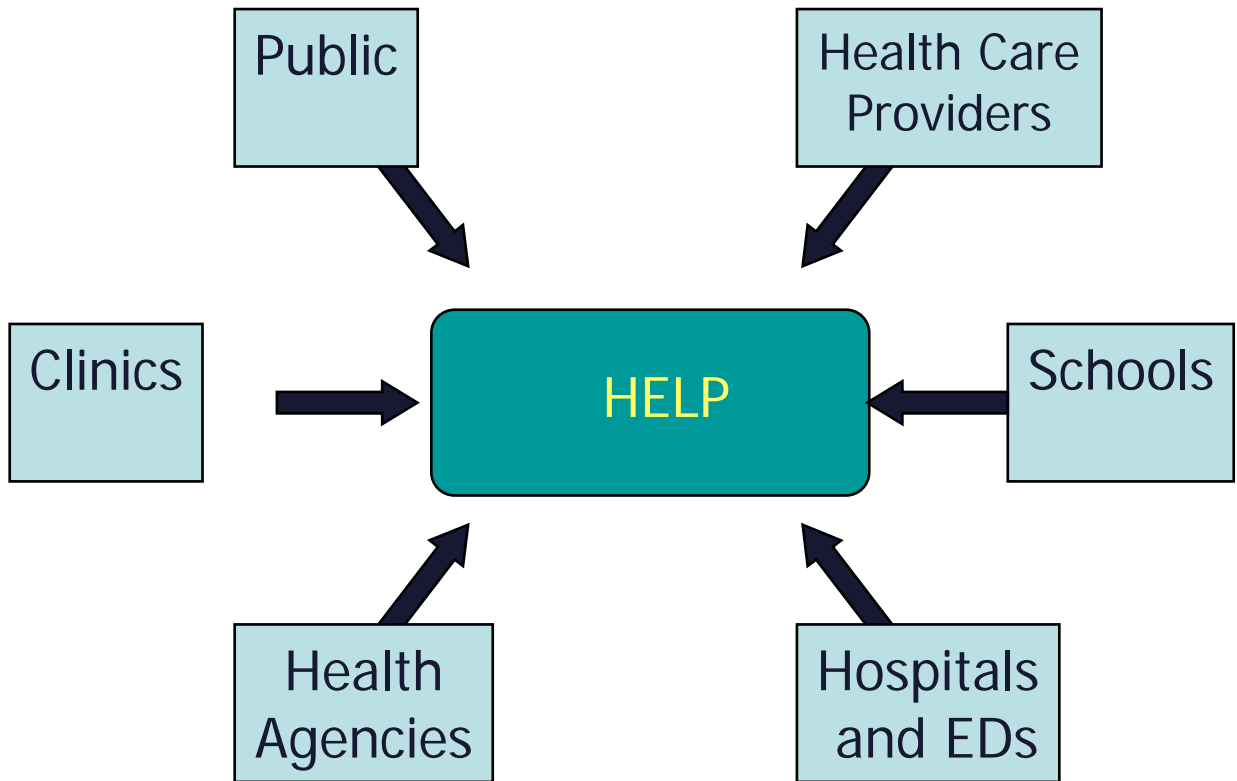 Public
Health Care
Providers
Clinics
HELP
Schools
Health
Agencies
Hospitals
and EDs